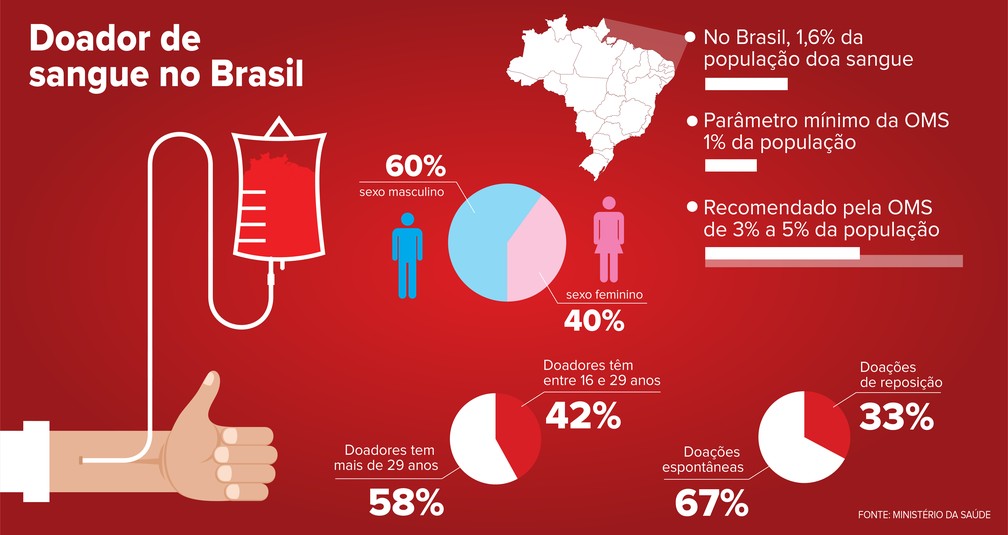 Doador de
sangue no Brasil
No Brasil, 1,6% da
população doa sangue
Parâmetro mínimo da OMS
1% da população
Recomendado pela OMS
de 3% a 5% da população
60%
sexo masculino
sexo feminino
40%
Doadores têm
entre 16 e 29 anos
42%
Doadores tem
mais de 29 anos
58%
Doações
de reposição
33%
Doações
espontâneas
67%
FONTE: MINISTÉRIO DA SAÚDE